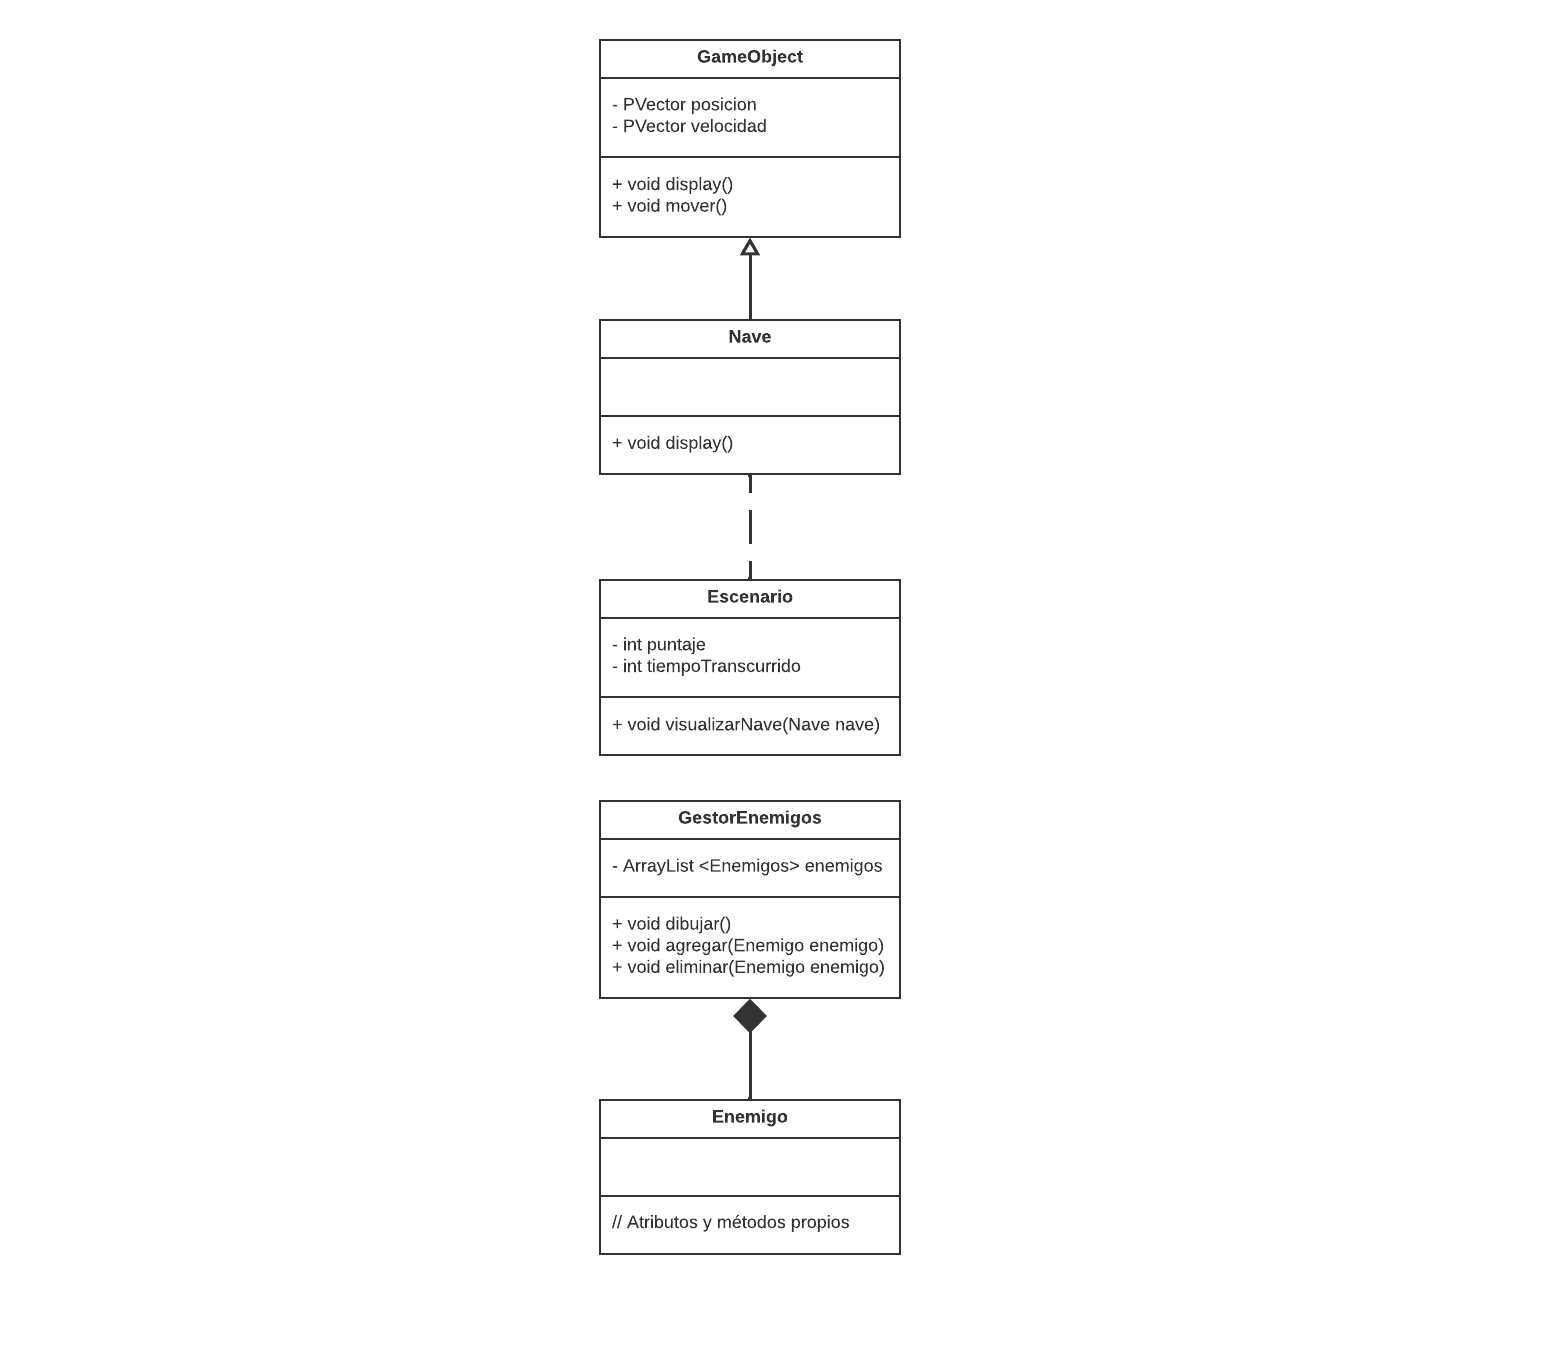 GameObject
- PVector posicion
- PVector velocidad
+ void display()
+ void mover()
Nave
+ void display()
Escenario
- int puntaje
- int tiempoTranscurrido
+ void visualizarNave(Nave nave)
GestorEnemigos
- ArrayList <Enemigos> enemigos
+ void dibujar()
+ void agregar(Enemigo enemigo)
+ void eliminar(Enemigo enemigo)
Enemigo
// Atributos y métodos propios